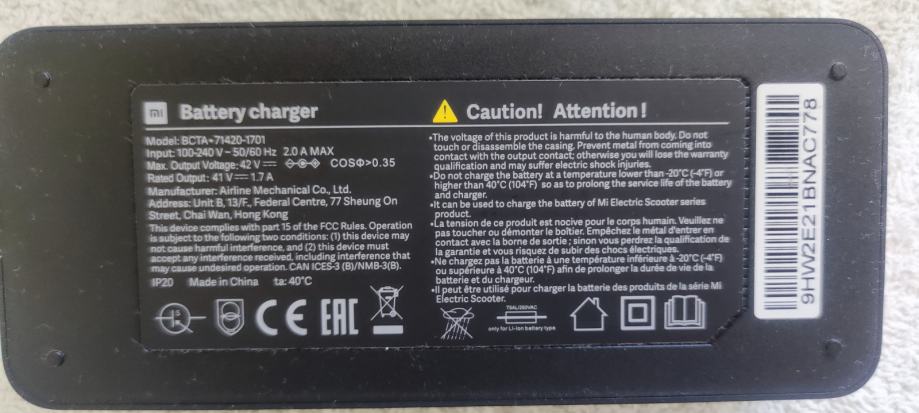 mi Battery charger
Model: BCTA+71420-1701
Input: 100-240 V~50/60 Hz 2.0 A MAX
Max. Output Voltage: 42 V⎓ COSΦ>0.35
Rated Output: 41 V⎓1.7 A
Manufacturer: Airline Mechanical Co., Ltd.
Address: Unit B, 13/F., Federal Centre, 77 Sheung On
Street, Chai Wan, Hong Kong
This device complies with part 15 of the FCC Rules. Operation
is subject to the following two conditions: (1) this device may
not cause harmful interference, and (2) this device must
accept any interference received, including interference that
may cause undesired operation. CAN ICES-3 (B)/NMB-3(B).
IP20 Made in China ta: 40°C
CE EAC
Caution! Attention!
•The voltage of this product is harmful to the human body. Do not
touch or disassemble the casing. Prevent metal from coming into
contact with the output contact; otherwise you will lose the warranty
qualification and may suffer electric shock injuries.
•Do not charge the battery at a temperature lower than -20°C (-4°F) or
higher than 40°C (104°F) so as to prolong the service life of the battery
and charger.
•It can be used to charge the battery of Mi Electric Scooter series
product.
•La tension de ce produit est nocive pour le corps humain. Veuillez ne
pas toucher ou démonter le boîtier. Empêchez le métal d'entrer en
contact avec la borne de sortie ; sinon vous perdrez la qualification de
la garantie et vous risquez de subir des chocs électriques.
•Ne chargez pas la batterie à une température inférieure à -20°C (-4°F)
ou supérieure à 40°C (104°F) afin de prolonger la durée de vie de la
batterie et du chargeur.
•Il peut être utilisé pour charger la batterie des produits de la série Mi
Electric Scooter.
T5AL/250VAC
only for Li-Ion battery type
9HW2E21BNAC778